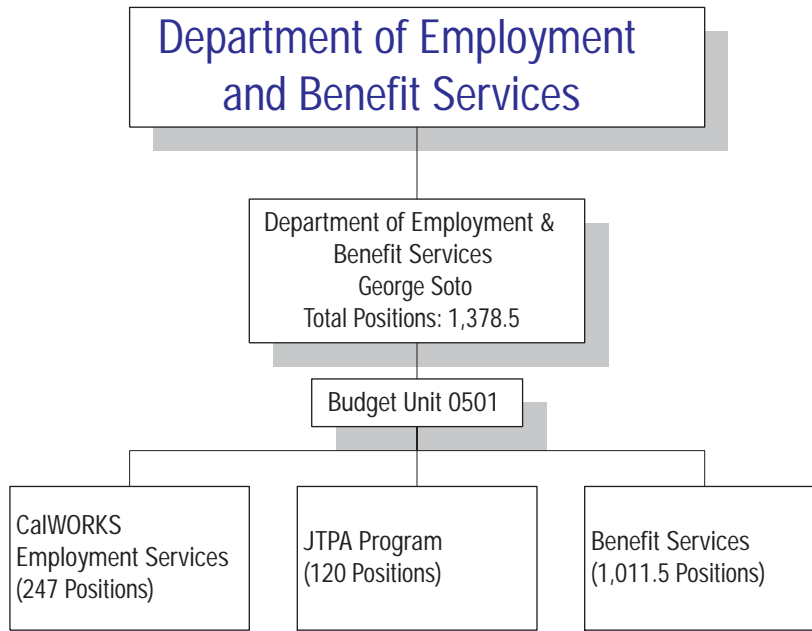 Department of Employment
and Benefit Services
Department of Employment &
Benefit Services
George Soto
Total Positions: 1,378.5
Budget Unit 0501
CalWORKS
Employment Services
(247 Positions)
JTPA Program
(120 Positions)
Benefit Services
(1,011.5 Positions)